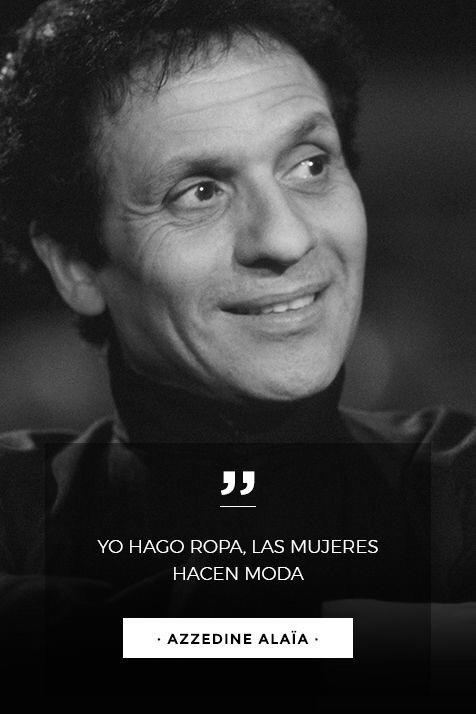 ”
YO HAGO ROPA, LAS MUJERES
HACEN MODA
· AZZEDINE ALAÏA ·